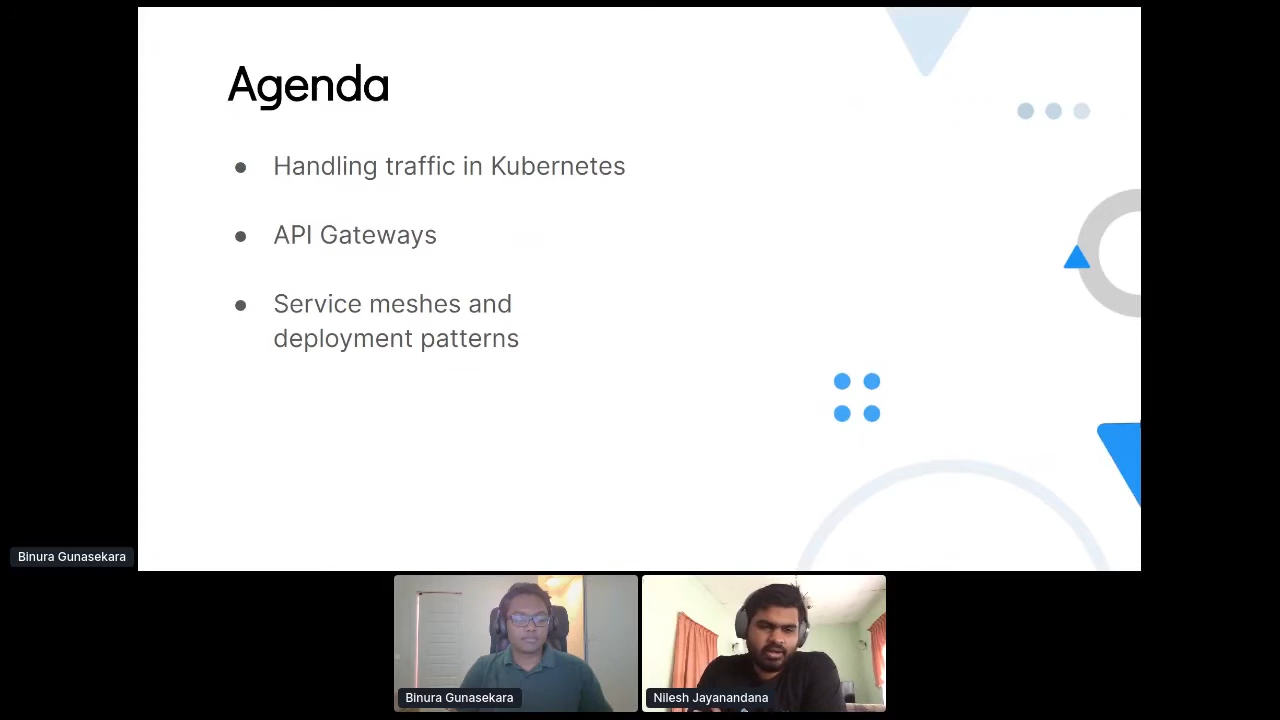 Agenda
● Handling traffic in Kubernetes
● API Gateways
● Service meshes and
deployment patterns
Binura Gunasekara
Binura Gunasekara
Nilesh Jayanandana